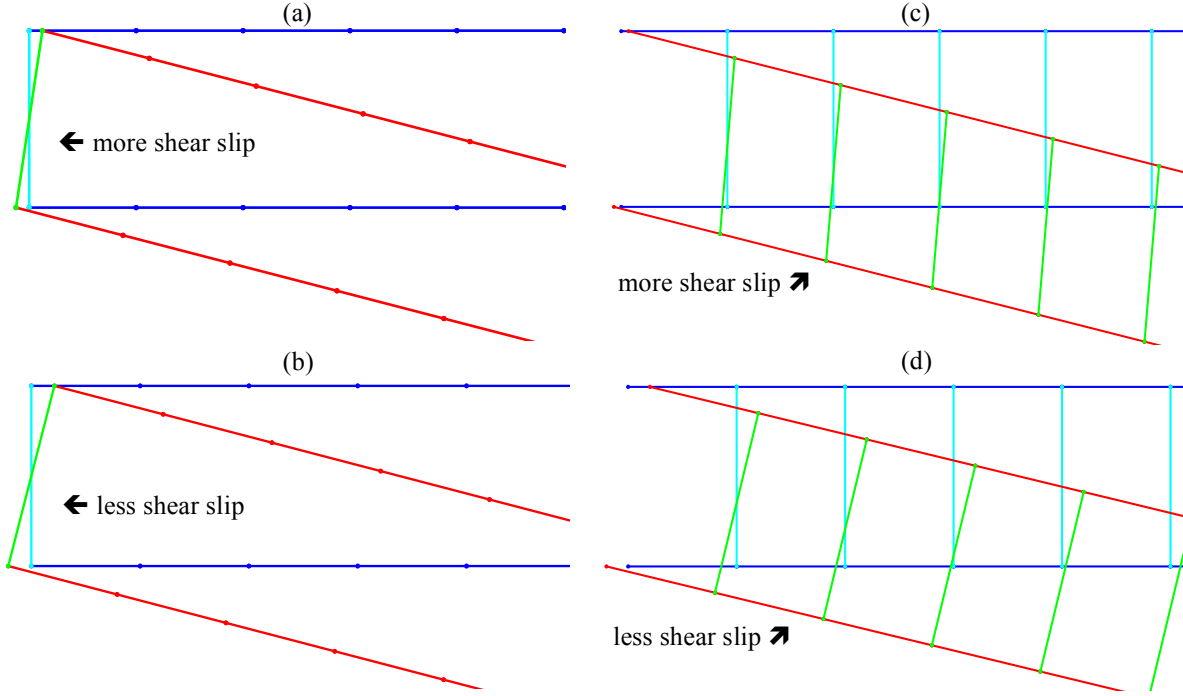 (a)
🡸 more shear slip
(b)
🡸 less shear slip
(c)
more shear slip 🡽
(d)
less shear slip 🡽